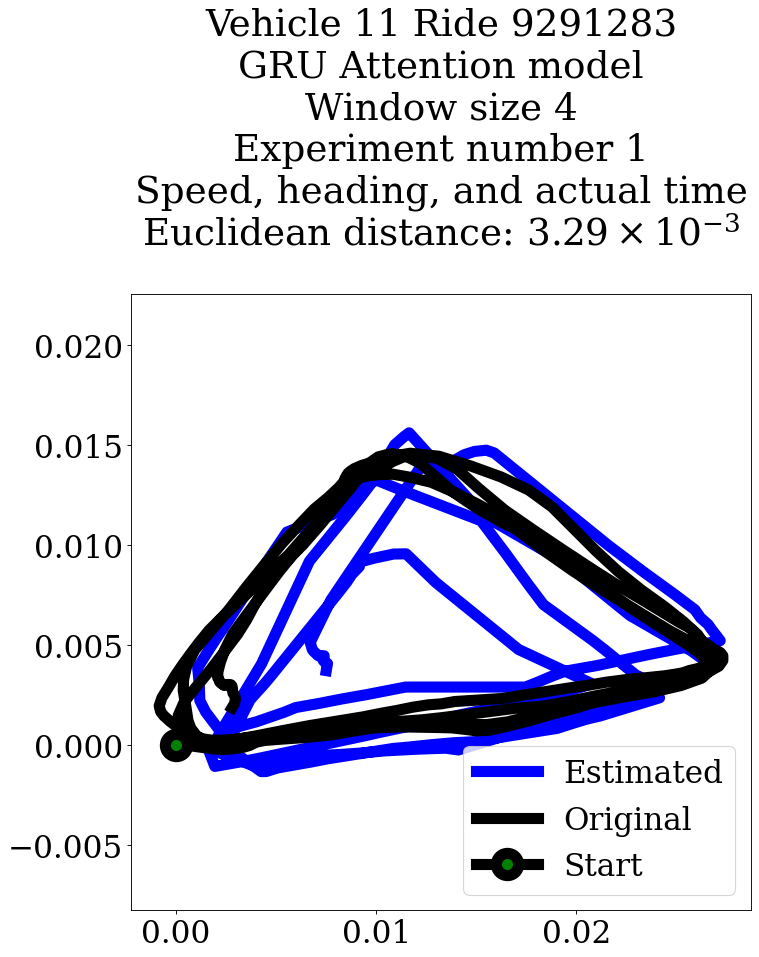 Vehicle 11 Ride 9291283
GRU Attention model
Window size 4
Experiment number 1
Speed, heading, and actual time
Euclidean distance: 3.29 × 10⁻³
0.020
0.015
0.010
0.005
0.000
−0.005
0.00 0.01 0.02
Estimated
Original
Start